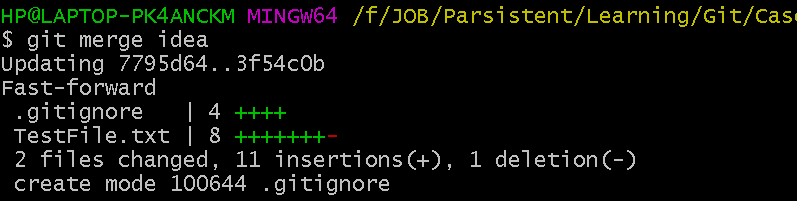 HP@LAPTOP-PK4ANCKM MINGW64 /f/JOB/Parsistent/Learning/Git/Cas
$ git merge idea
Updating 7795d64..3f54c0b
Fast-forward
 .gitignore   | 4 ++++
 TestFile.txt | 8 +++++++-
 2 files changed, 11 insertions(+), 1 deletion(-)
 create mode 100644 .gitignore